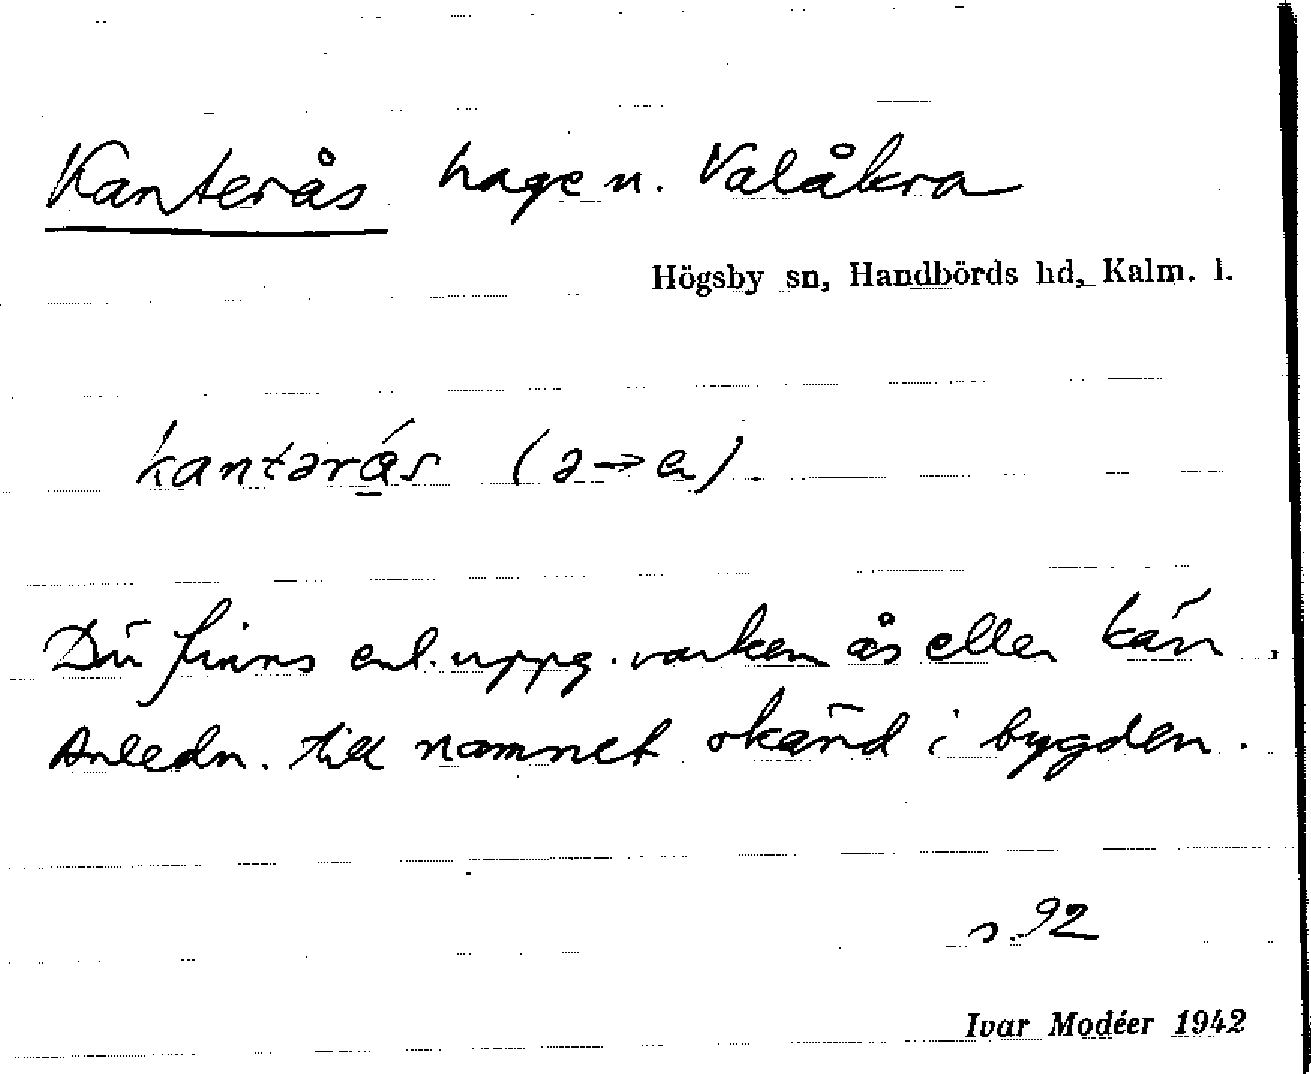 Kanterås hage n. Valåkra
Högsby sn, Handbörds hd, Kalm. l.
kantərås (ə→e).
Där finns enl. uppg. varken ås eller kärr.
Anledn. till namnet okänd i bygden.
s. 92
Ivar Modéer 1942